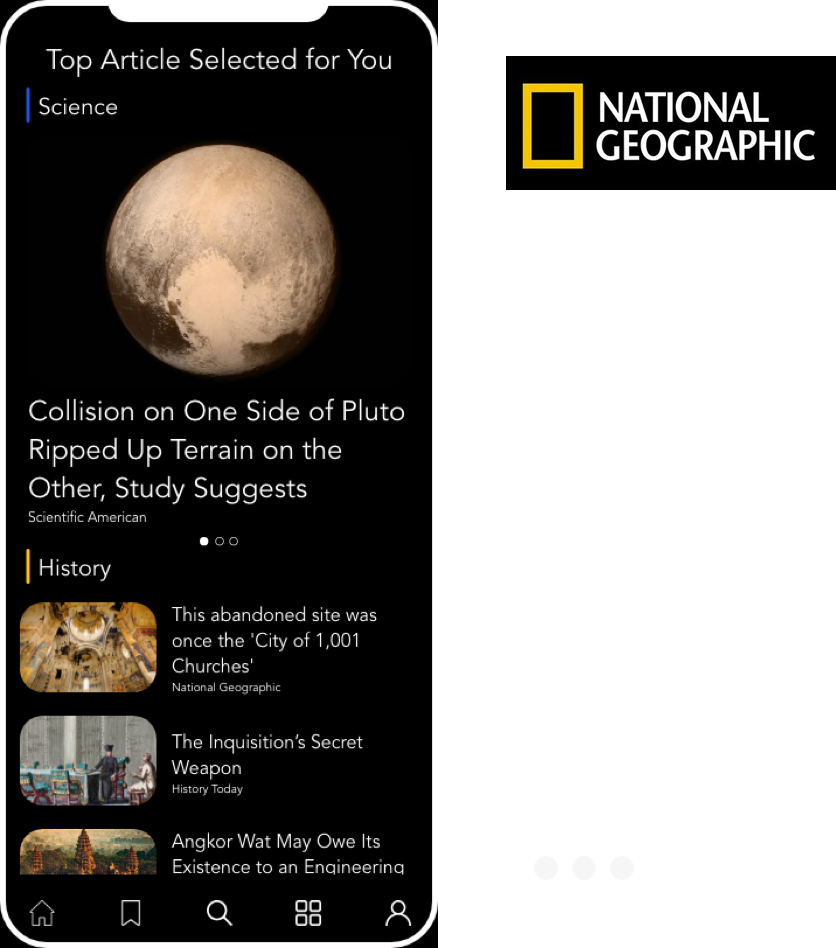 Top Article Selected for You
Science
Collision on One Side of Pluto
Ripped Up Terrain on the
Other, Study Suggests
Scientific American
History
This abandoned site was
once the 'City of 1,001
Churches'
National Geographic
The Inquisition’s Secret
Weapon
History Today
Angkor Wat May Owe Its
Existence to an Engineering
NATIONAL
GEOGRAPHIC